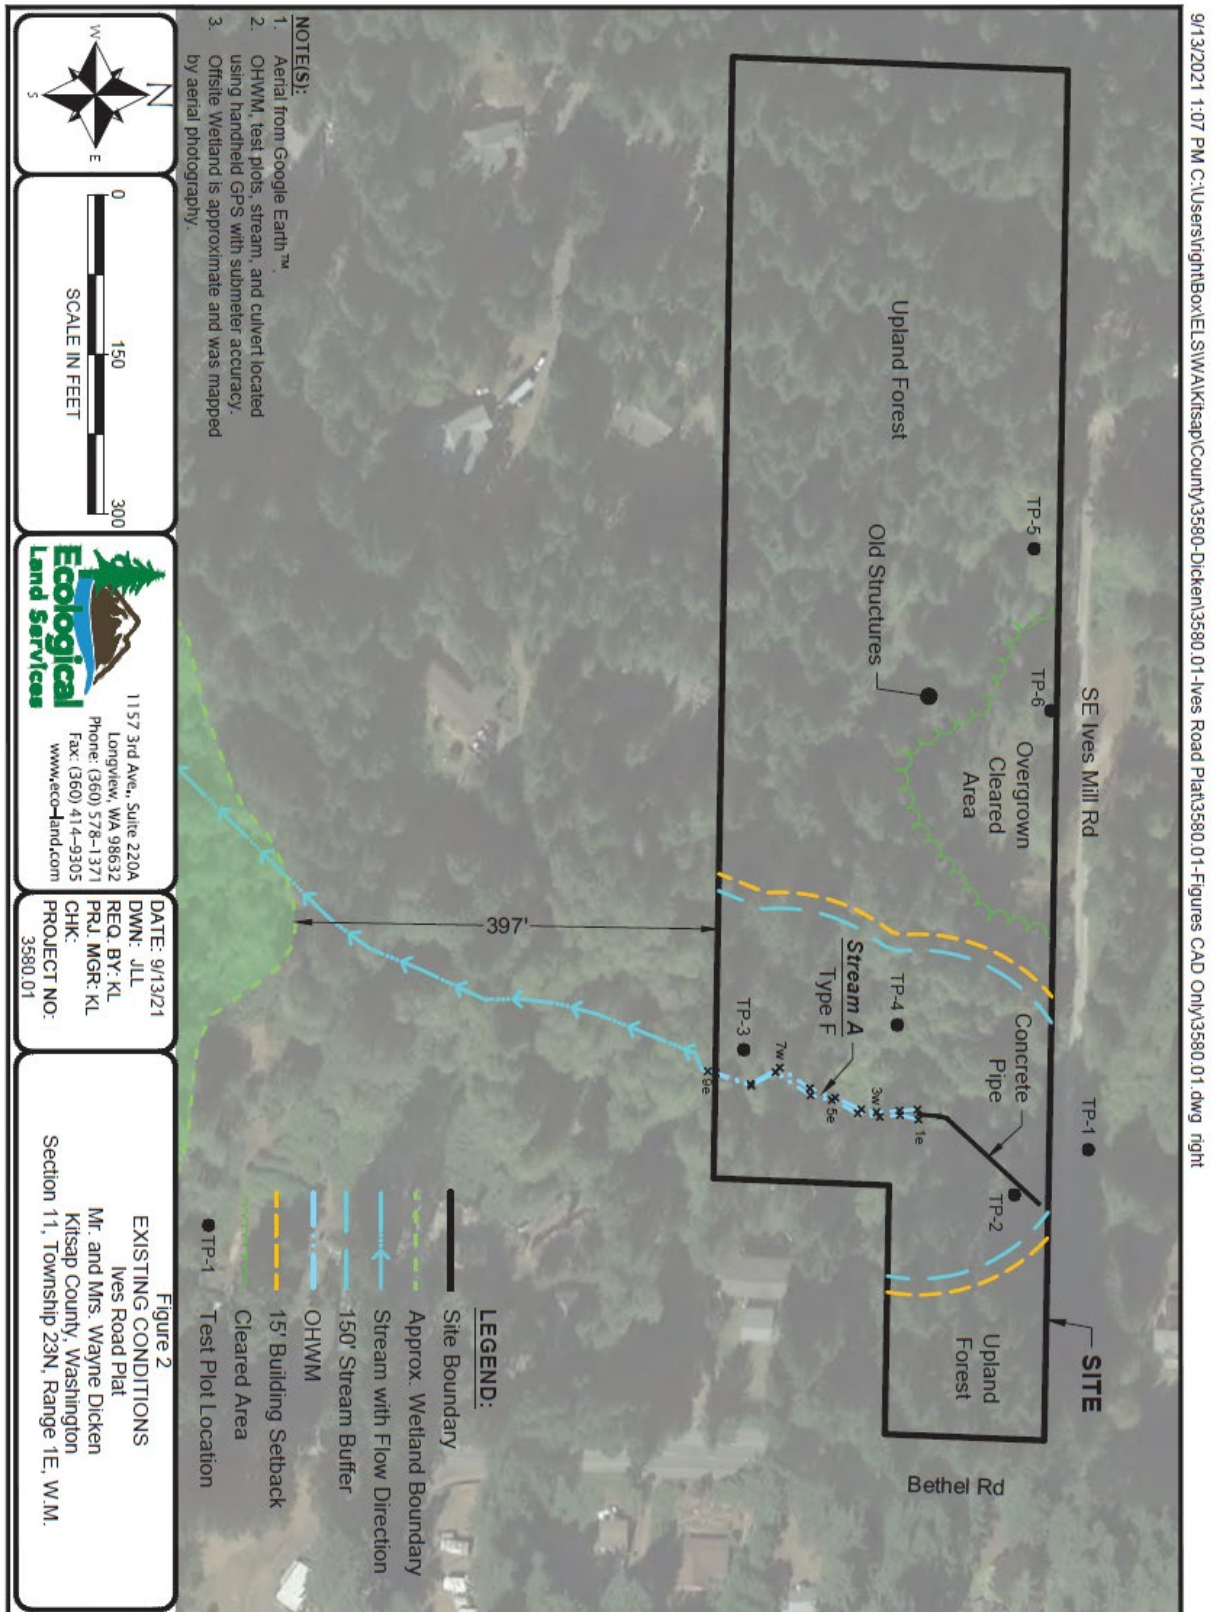 9/13/2021 1:07 PM C:\Users\right\Box\ELS\WA\Kitsap\County\3580-Dicken\3580.01-Ives Road Plat\3580.01-Figures CAD Only\3580.01.dwg right
SE Ives Mill Rd
TP-1
SITE
TP-5
TP-6
Overgrown
Cleared
Area
Concrete
Pipe
TP-2
Upland
Forest
Bethel Rd
Upland Forest
Old Structures
TP-4
Stream A
Type F
1e
3w
5e
7w
9e
TP-3
397'
NOTE(S):
1. Aerial from Google Earth™.
2. OHWM, test plots, stream, and culvert located
using handheld GPS with submeter accuracy.
3. Offsite Wetland is approximate and was mapped
by aerial photography.
LEGEND:
Site Boundary
Approx. Wetland Boundary
Stream with Flow Direction
150' Stream Buffer
OHWM
15' Building Setback
Cleared Area
TP-1 Test Plot Location
N
W
E
S
0 150 300
SCALE IN FEET
Ecological
Land Services
1157 3rd Ave., Suite 220A
Longview, WA 98632
Phone: (360) 578-1371
Fax: (360) 414-9305
www.eco-land.com
DATE: 9/13/21
DWN: JLL
REQ. BY: KL
PRJ. MGR: KL
CHK:
PROJECT NO:
3580.01
Figure 2
EXISTING CONDITIONS
Ives Road Plat
Mr. and Mrs. Wayne Dicken
Kitsap County, Washington
Section 11, Township 23N, Range 1E, W.M.